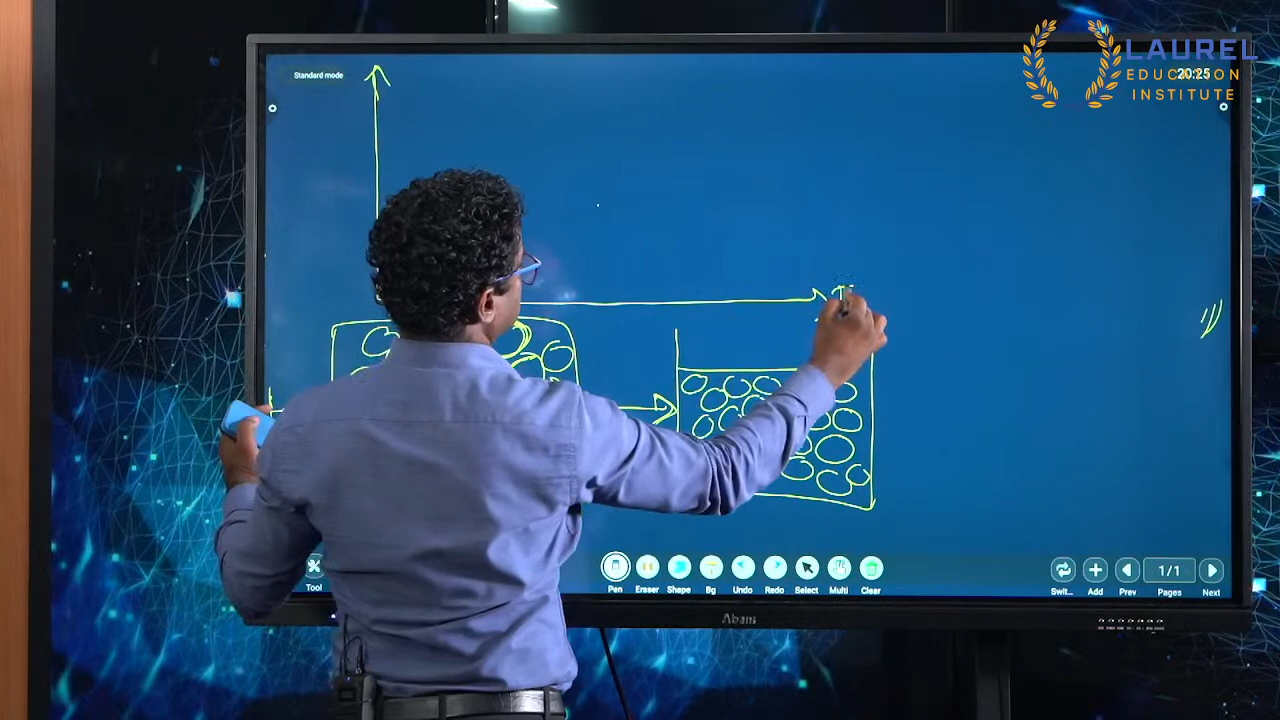 LAUREL
EDUCATION
INSTITUTE
20:25
Standard mode
Tool
Pen
Eraser
Shape
Bg
Undo
Redo
Select
Multi
Clear
Swit...
Add
Prev
1/1
Pages
Next